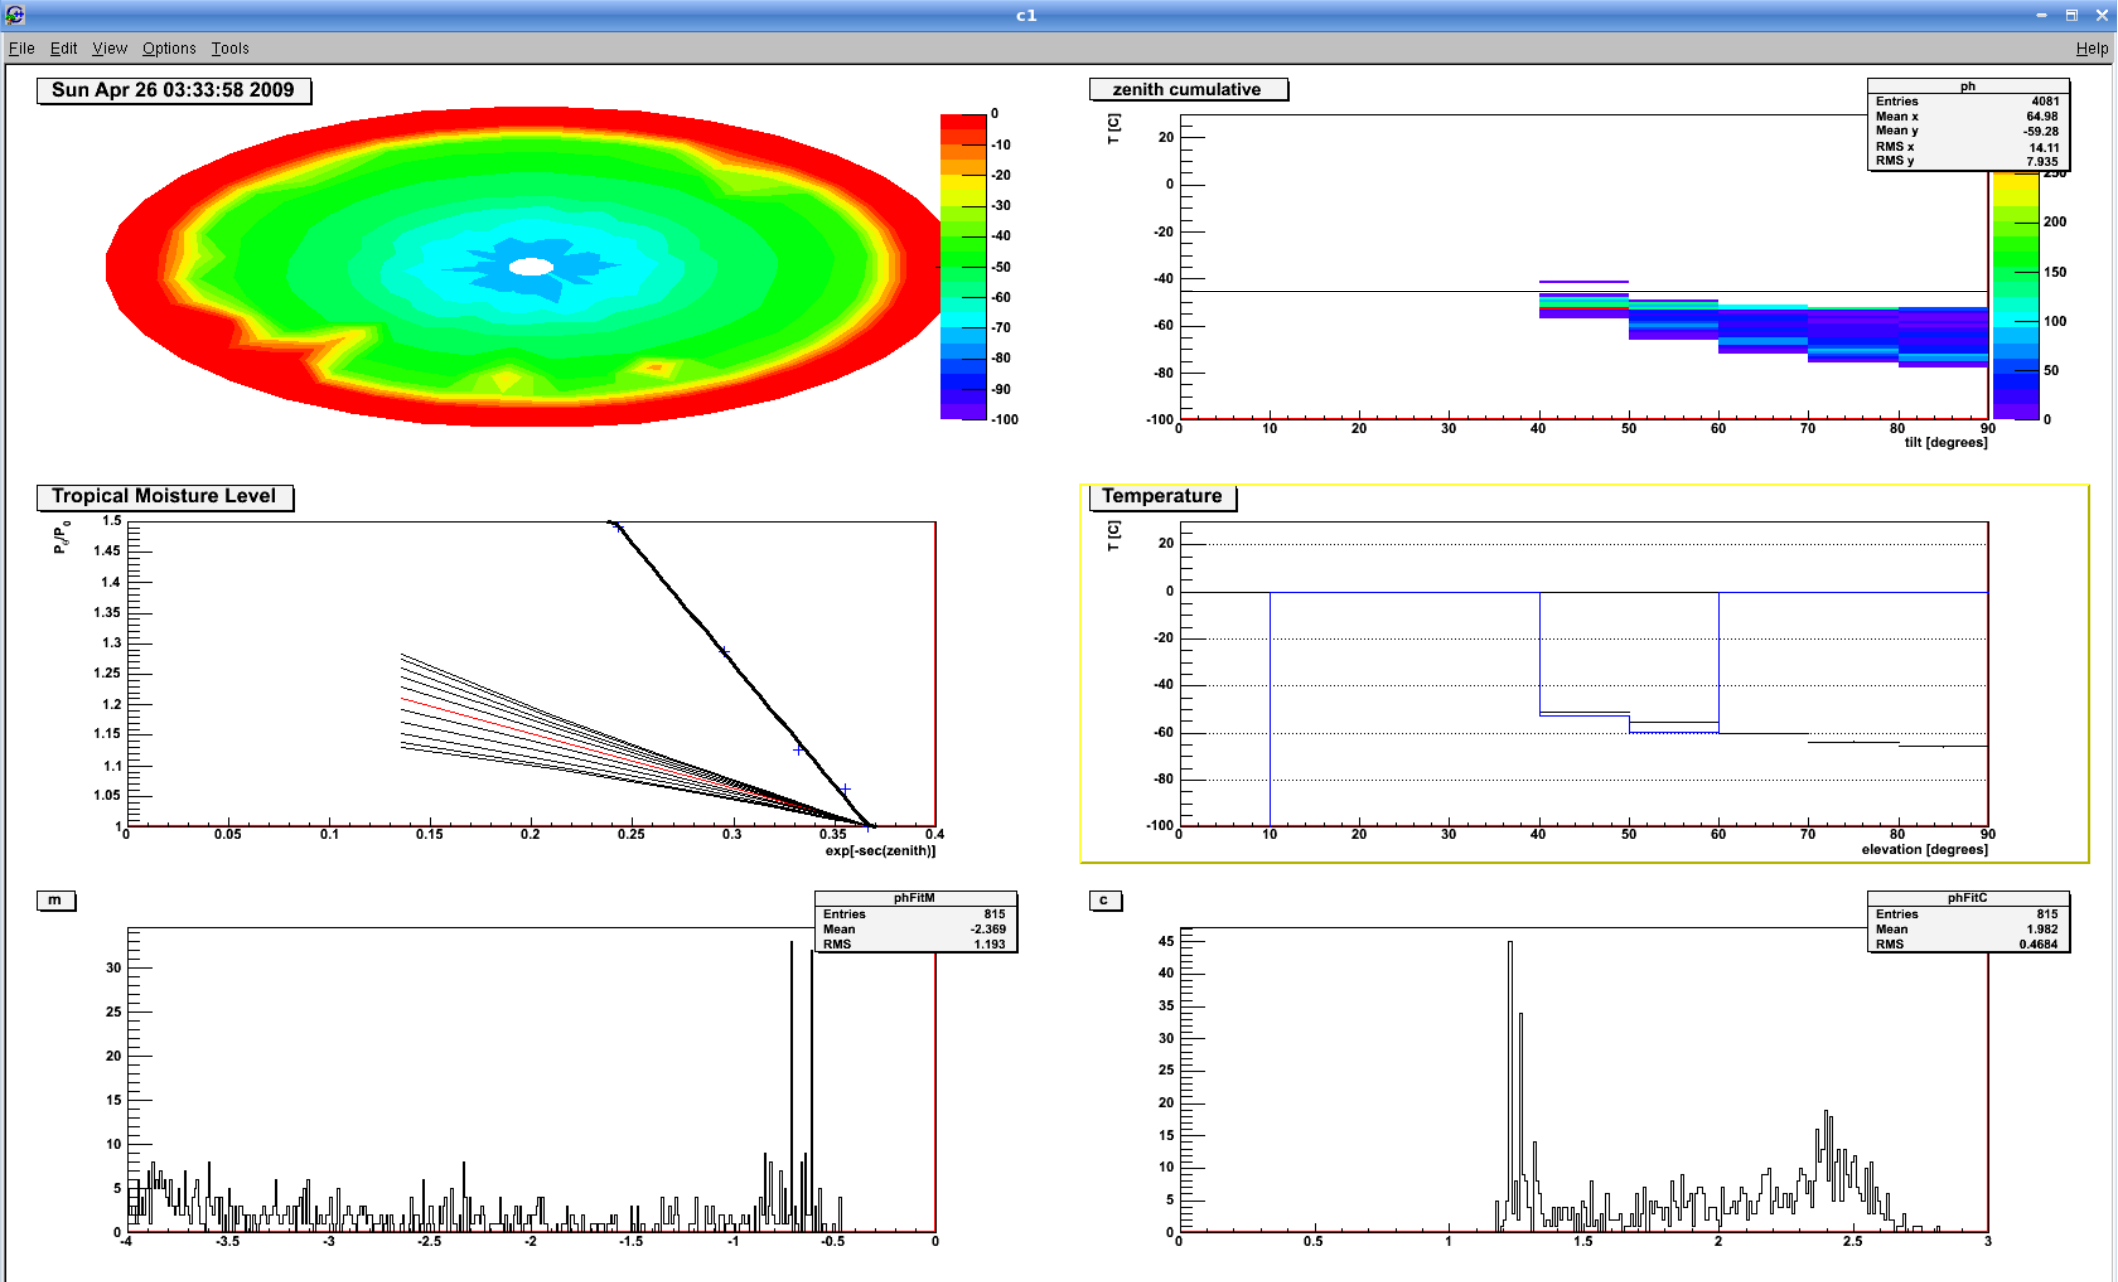 c1
File Edit View Options Tools Help
Sun Apr 26 03:33:58 2009
0
-10
-20
-30
-40
-50
-60
-70
-80
-90
-100
zenith cumulative
ph
Entries 4081
Mean x 64.98
Mean y -59.28
RMS x 14.11
RMS y 7.935
T [C]
20
0
-20
-40
-60
-80
-100
0 10 20 30 40 50 60 70 80 90
tilt [degrees]
250
200
150
100
50
0
Tropical Moisture Level
Pθ/P0
1.5
1.45
1.4
1.35
1.3
1.25
1.2
1.15
1.1
1.05
1
0 0.05 0.1 0.15 0.2 0.25 0.3 0.35 0.4
exp[-sec(zenith)]
Temperature
T [C]
20
0
-20
-40
-60
-80
-100
0 10 20 30 40 50 60 70 80 90
elevation [degrees]
m
phFitM
Entries 815
Mean -2.369
RMS 1.193
30
25
20
15
10
5
0
-4 -3.5 -3 -2.5 -2 -1.5 -1 -0.5 0
c
phFitC
Entries 815
Mean 1.982
RMS 0.4684
45
40
35
30
25
20
15
10
5
0
0 0.5 1 1.5 2 2.5 3